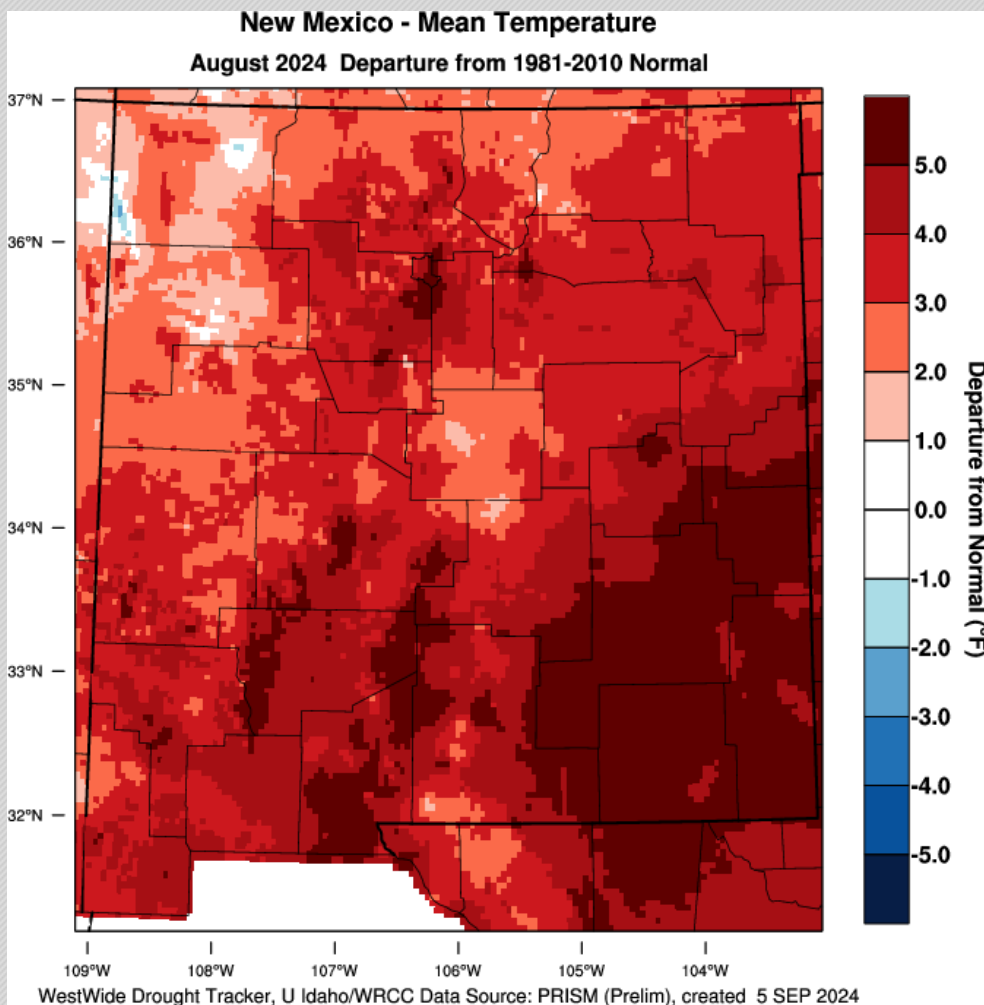 New Mexico - Mean Temperature
August 2024 Departure from 1981-2010 Normal
37°N
36°N
35°N
34°N
33°N
32°N
109°W
108°W
107°W
106°W
105°W
104°W
5.0
4.0
3.0
2.0
1.0
0.0
-1.0
-2.0
-3.0
-4.0
-5.0
Departure from Normal (°F)
WestWide Drought Tracker, U Idaho/WRCC Data Source: PRISM (Prelim), created 5 SEP 2024